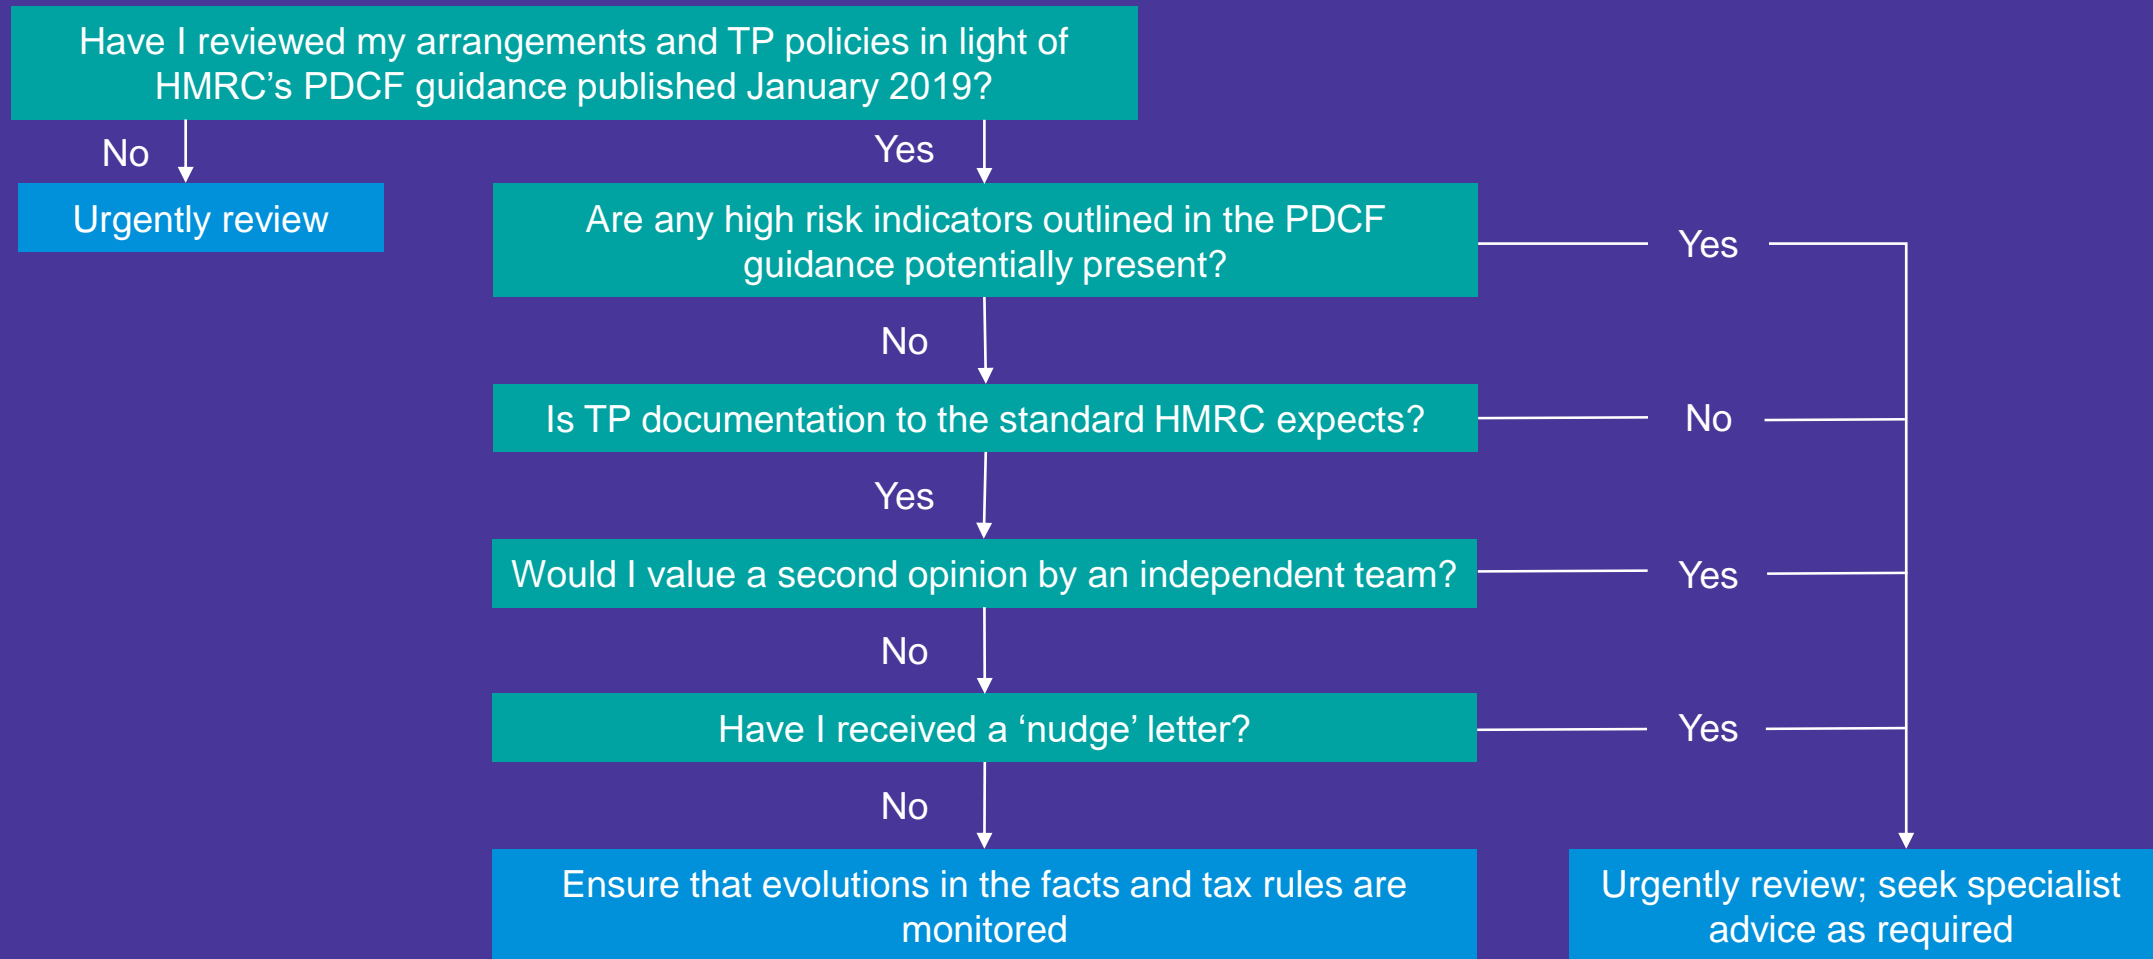 Have I reviewed my arrangements and TP policies in light of
HMRC’s PDCF guidance published January 2019?
No
Yes
Urgently review
Are any high risk indicators outlined in the PDCF
guidance potentially present?
Yes
No
Is TP documentation to the standard HMRC expects?
No
Yes
Would I value a second opinion by an independent team?
Yes
No
Have I received a ‘nudge’ letter?
Yes
No
Ensure that evolutions in the facts and tax rules are
monitored
Urgently review; seek specialist
advice as required